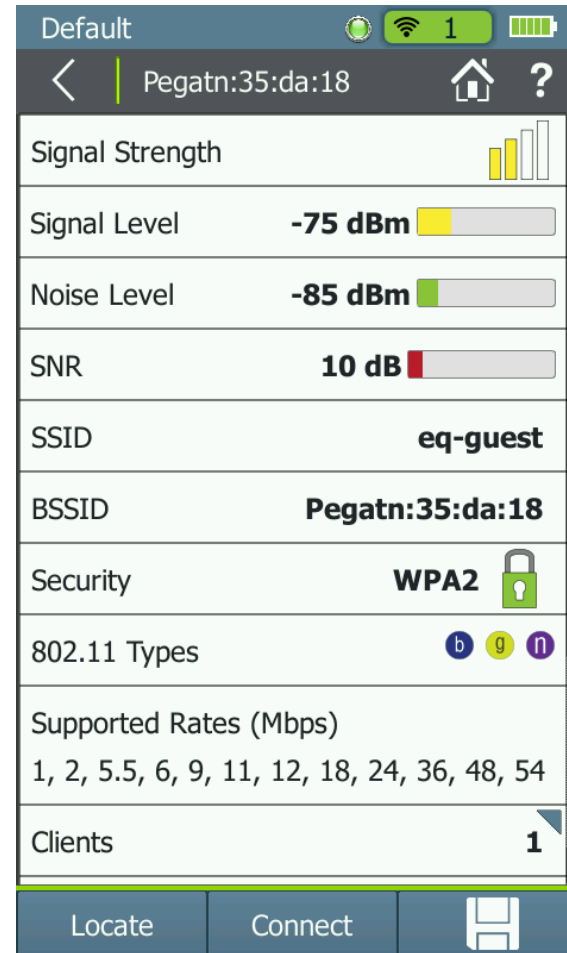 Default 1
Pegatn:35:da:18 ?
Signal Strength
Signal Level -75 dBm
Noise Level -85 dBm
SNR 10 dB
SSID eq-guest
BSSID Pegatn:35:da:18
Security WPA2
802.11 Types b g n
Supported Rates (Mbps)
1, 2, 5.5, 6, 9, 11, 12, 18, 24, 36, 48, 54
Clients 1
Locate Connect